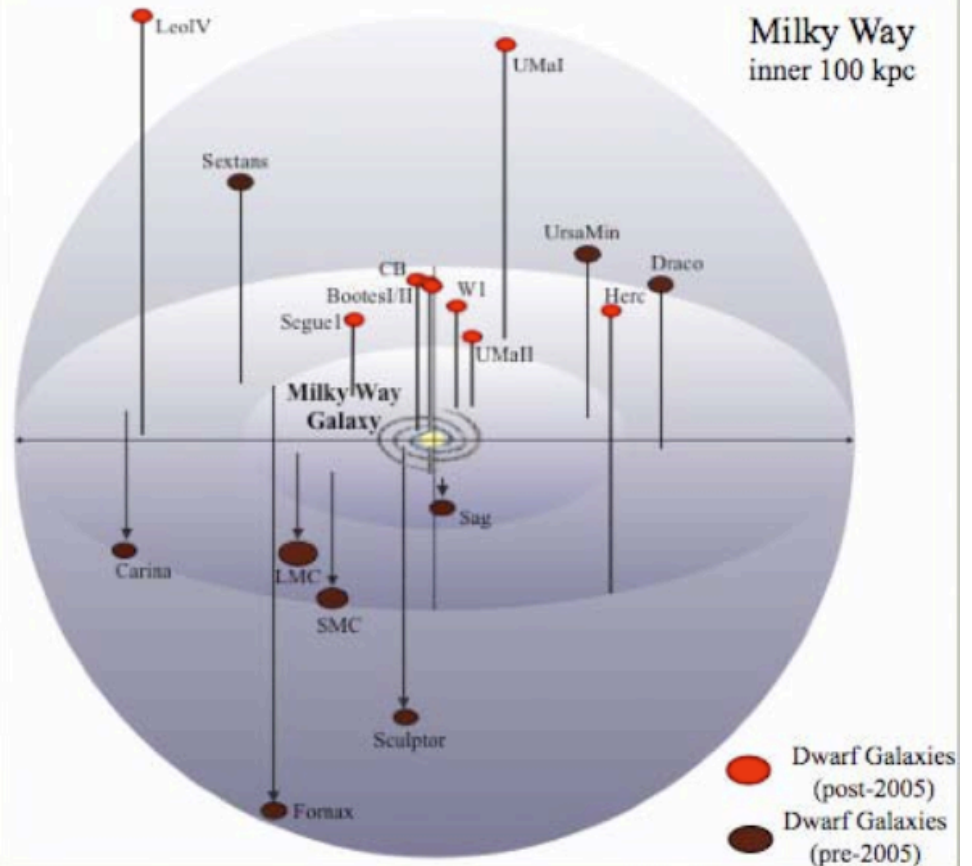 Milky Way
inner 100 kpc
LeoIV
UMaI
Sextans
UrsaMin
Draco
CB
BootesI/II
W1
Herc
Segue1
UMaII
Milky Way
Galaxy
Sag
Carina
LMC
SMC
Sculptor
Fornax
Dwarf Galaxies
(post-2005)
Dwarf Galaxies
(pre-2005)